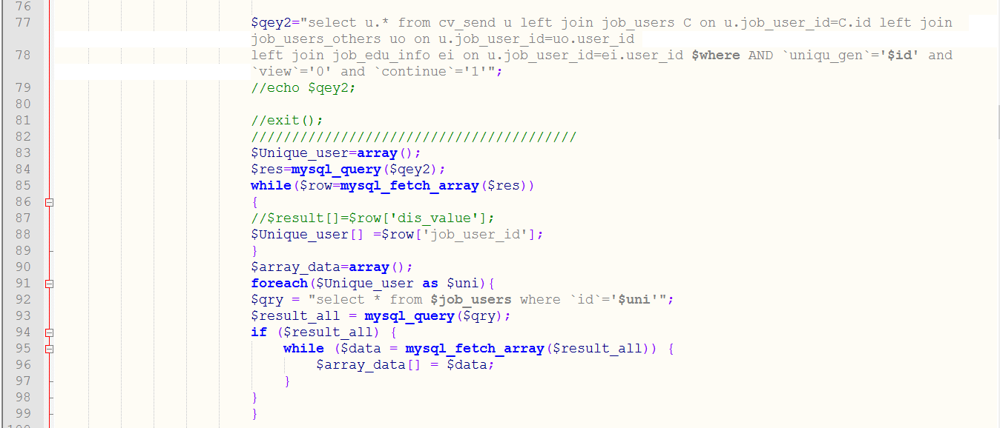 76
77 $qey2="select u.* from cv_send u left join job_users C on u.job_user_id=C.id left join
job_users_others uo on u.job_user_id=uo.user_id
78 left join job_edu_info ei on u.job_user_id=ei.user_id $where AND `uniqu_gen`='$id' and
`view`='0' and `continue`='1'";
79 //echo $qey2;
80
81 //exit();
82 ////////////////////////////////////////
83 $Unique_user=array();
84 $res=mysql_query($qey2);
85 while($row=mysql_fetch_array($res))
86 {
87 //$result[]=$row['dis_value'];
88 $Unique_user[] =$row['job_user_id'];
89 }
90 $array_data=array();
91 foreach($Unique_user as $uni){
92 $qry = "select * from $job_users where `id`='$uni'";
93 $result_all = mysql_query($qry);
94 if ($result_all) {
95 while ($data = mysql_fetch_array($result_all)) {
96 $array_data[] = $data;
97 }
98 }
99 }